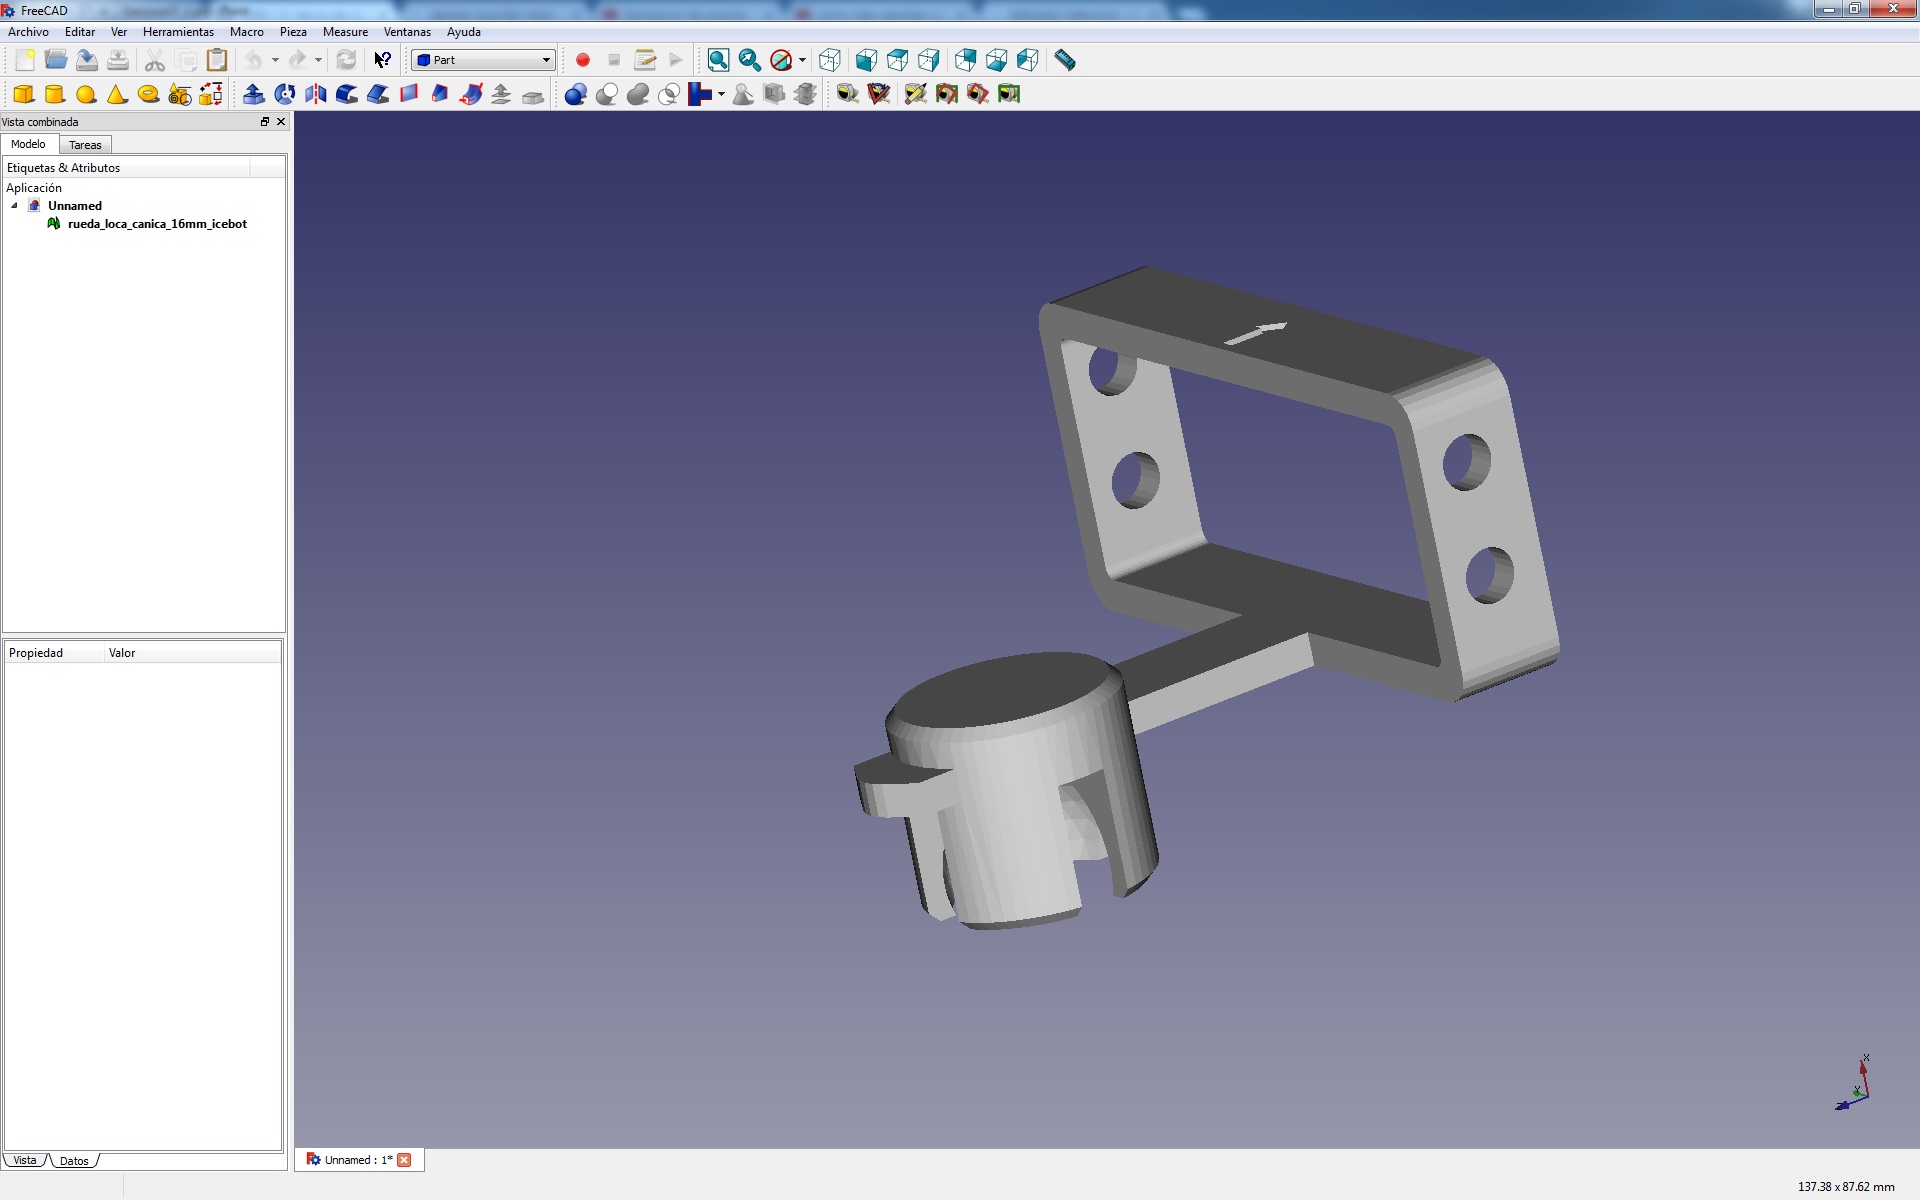 FreeCAD
Archivo Editar Ver Herramientas Macro Pieza Measure Ventanas Ayuda
Part
Vista combinada
Modelo Tareas
Etiquetas & Atributos
Aplicación
Unnamed
rueda_loca_canica_16mm_icebot
Propiedad Valor
Vista Datos
Unnamed : 1*
X
Y
137.38 x 87.62 mm